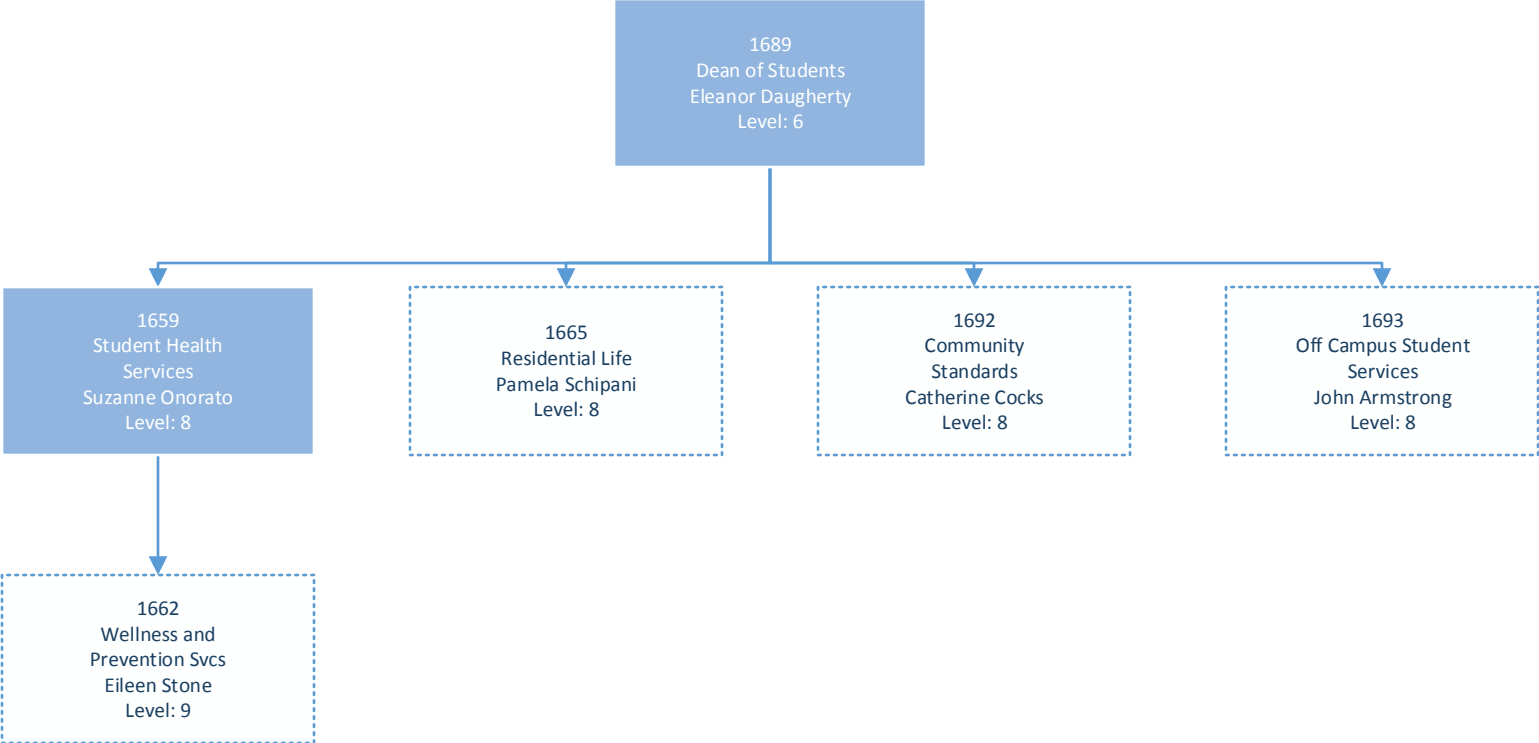 1689
Dean of Students
Eleanor Daugherty
Level: 6
1659
Student Health
Services
Suzanne Onorato
Level: 8
1665
Residential Life
Pamela Schipani
Level: 8
1692
Community
Standards
Catherine Cocks
Level: 8
1693
Off Campus Student
Services
John Armstrong
Level: 8
1662
Wellness and
Prevention Svcs
Eileen Stone
Level: 9